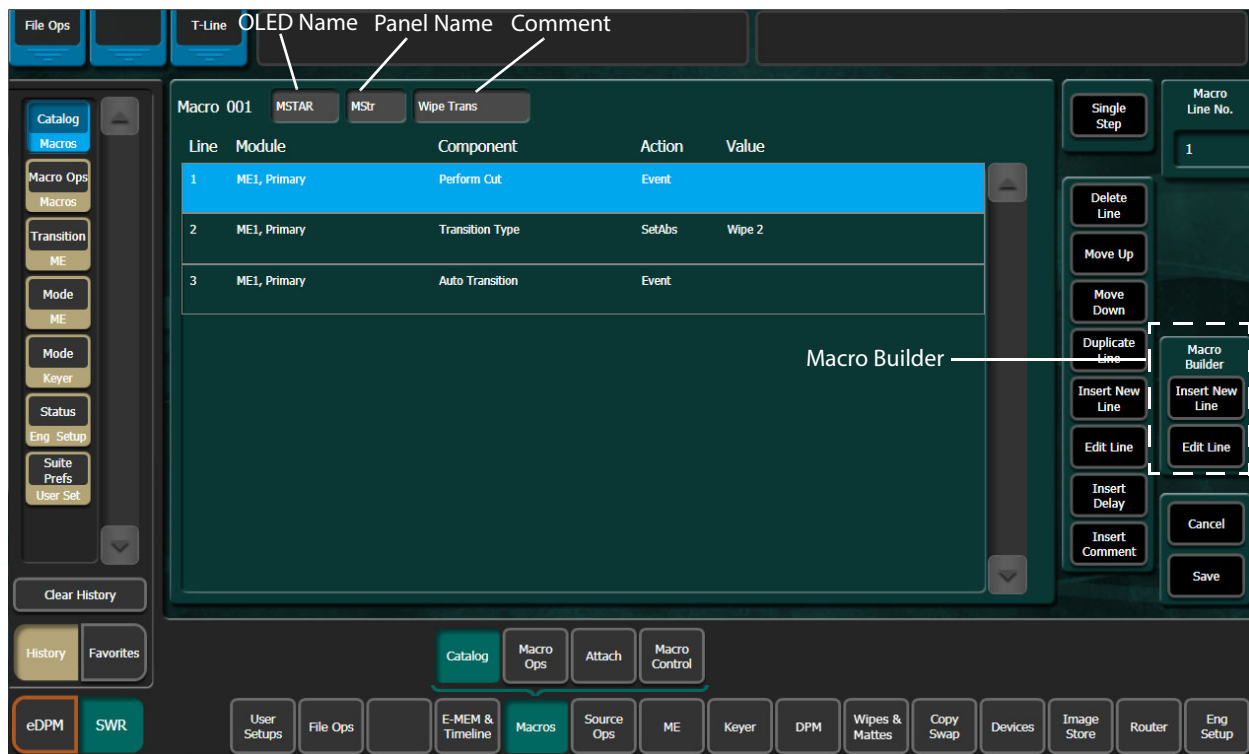 File Ops
T-Line
OLED Name Panel Name Comment
Catalog
Macros
Macro Ops
Macros
Transition
ME
Mode
ME
Mode
Keyer
Status
Eng Setup
Suite
Prefs
User Set
Clear History
History
Favorites
Macro 001 MSTAR MStr Wipe Trans
Line Module Component Action Value
1 ME1, Primary Perform Cut Event
2 ME1, Primary Transition Type SetAbs Wipe 2
3 ME1, Primary Auto Transition Event
Macro Builder
Single
Step
Macro
Line No.
1
Delete
Line
Move Up
Move
Down
Duplicate
Line
Insert New
Line
Edit Line
Insert
Delay
Insert
Comment
Macro
Builder
Insert New
Line
Edit Line
Cancel
Save
Catalog
Macro
Ops
Attach
Macro
Control
eDPM
SWR
User
Setups
File Ops
E-MEM &
Timeline
Macros
Source
Ops
ME
Keyer
DPM
Wipes &
Mattes
Copy
Swap
Devices
Image
Store
Router
Eng
Setup